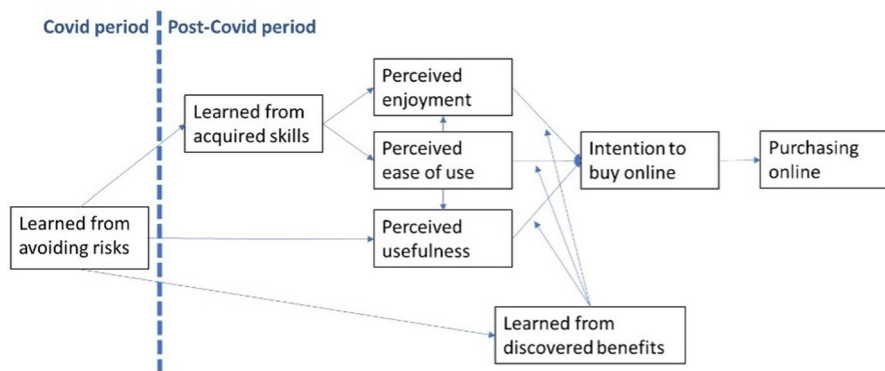 Covid period
Post-Covid period
Perceived
enjoyment
Learned from
acquired skills
Perceived
ease of use
Intention to
buy online
Purchasing
online
Learned from
avoiding risks
Perceived
usefulness
Learned from
discovered benefits